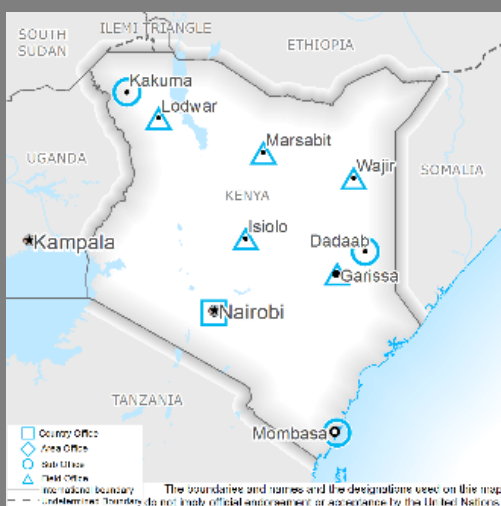 SOUTH
SUDAN
ILEMI TRIANGLE
ETHIOPIA
Kakuma
Lodwar
Marsabit
Wajir
UGANDA
SOMALIA
KENYA
Isiolo
Dadaab
Kampala
Garissa
Nairobi
TANZANIA
Mombasa
Country Office
Area Office
Sub Office
Field Office
International boundary
Undetermined Boundary
The boundaries and names and the designations used on this map
do not imply official endorsement or acceptance by the United Nations